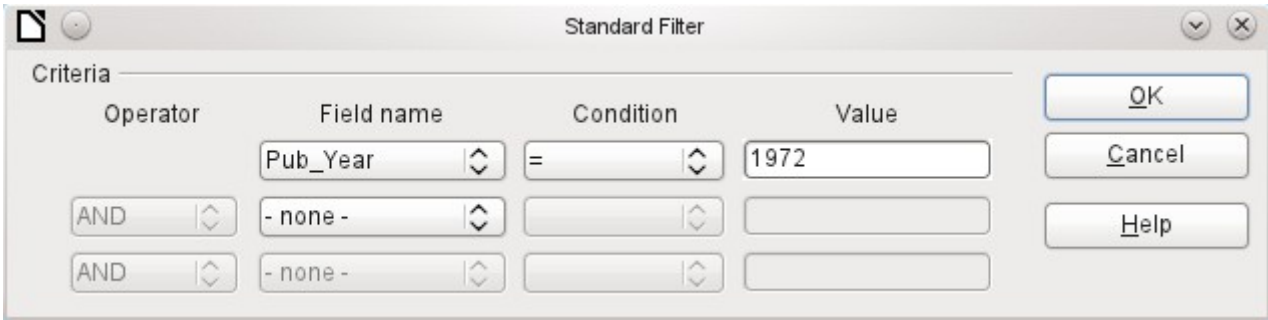 Standard Filter
Criteria
Operator Field name Condition Value
Pub_Year = 1972
AND - none -
AND - none -
OK
Cancel
Help